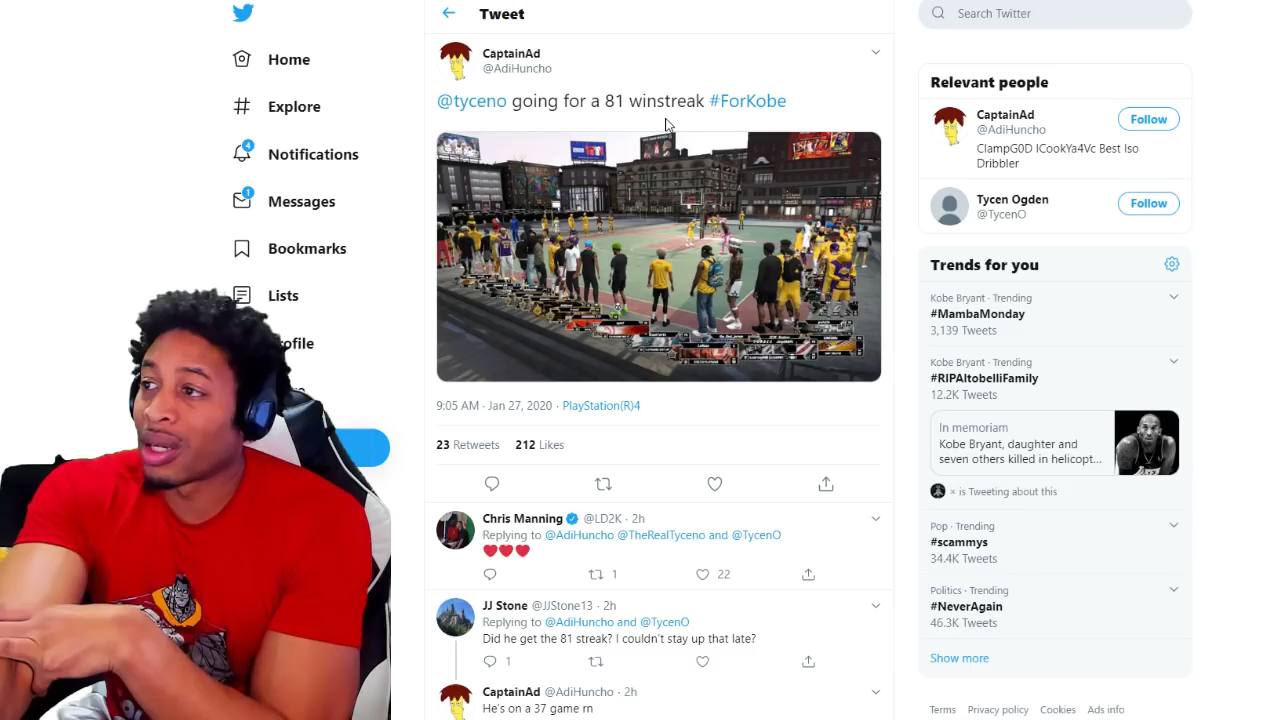 Home
Explore
4
Notifications
1
Messages
Bookmarks
Lists
Tweet
CaptainAd
@AdiHuncho
@tyceno going for a 81 winstreak #ForKobe
9:05 AM · Jan 27, 2020 · PlayStation(R)4
23 Retweets 212 Likes
Chris Manning @LD2K · 2h
Replying to @AdiHuncho @TheRealTyceno and @TycenO
1
22
JJ Stone @JJStone13 · 2h
Replying to @AdiHuncho and @TycenO
Did he get the 81 streak? I couldn't stay up that late?
1
CaptainAd @AdiHuncho · 2h
He's on a 37 game rn
Search Twitter
Relevant people
CaptainAd
@AdiHuncho
Follow
ClampG0D ICookYa4Vc Best Iso
Dribbler
Tycen Ogden
@TycenO
Follow
Trends for you
Kobe Bryant · Trending
#MambaMonday
3,139 Tweets
Kobe Bryant · Trending
#RIPAltobelliFamily
12.2K Tweets
In memoriam
Kobe Bryant, daughter and
seven others killed in helicopt...
× is Tweeting about this
Pop · Trending
#scammys
34.4K Tweets
Politics · Trending
#NeverAgain
46.3K Tweets
Show more
Terms Privacy policy Cookies Ads info